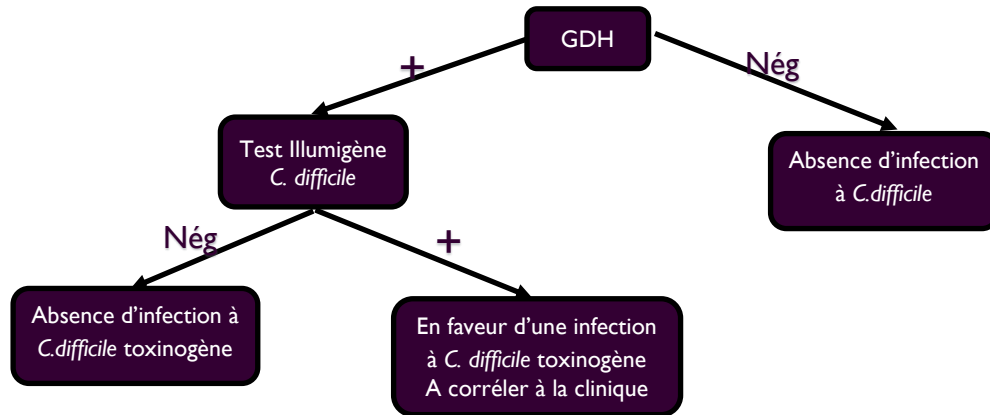 GDH
+
Nég
Test Illumigène
C. difficile
Absence d'infection
à C.difficile
Nég
+
Absence d'infection à
C.difficile toxinogène
En faveur d'une infection
à C. difficile toxinogène
A corréler à la clinique